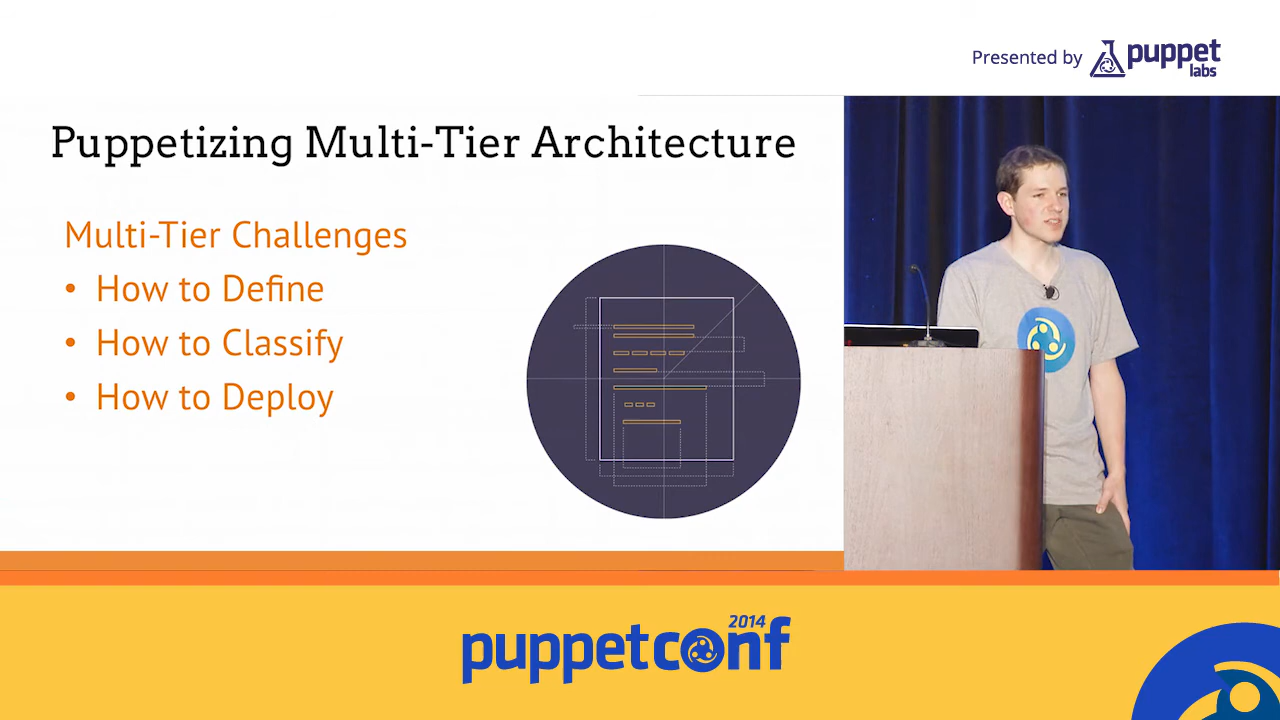 Presented by puppet labs
Puppetizing Multi-Tier Architecture
Multi-Tier Challenges
• How to Define
• How to Classify
• How to Deploy
2014
puppetconf